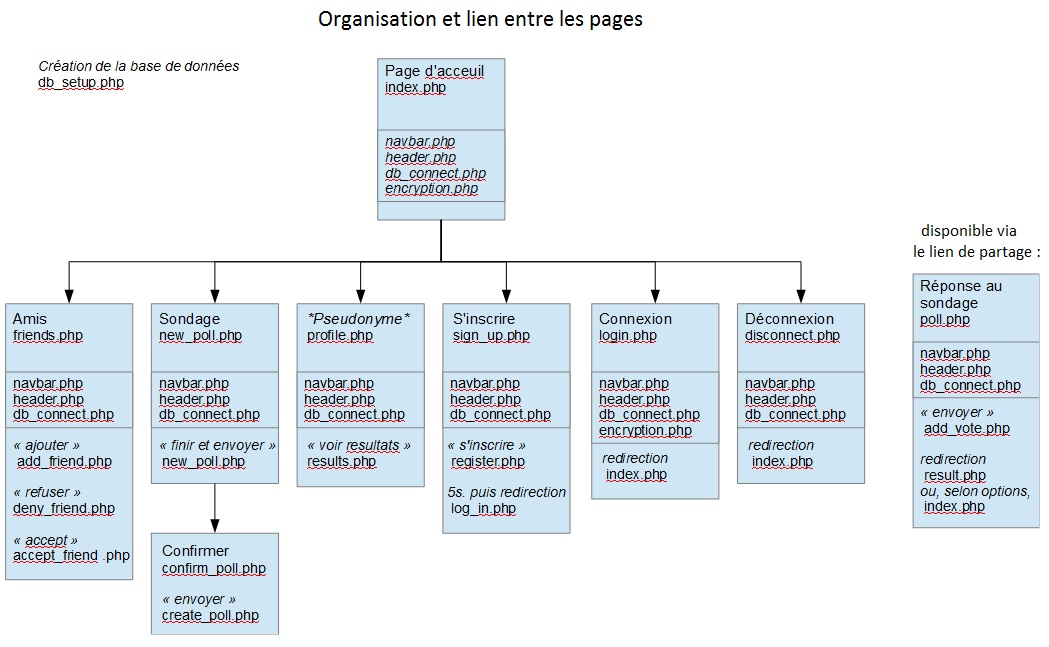 Organisation et lien entre les pages
Création de la base de données
db_setup.php
Page d'acceuil
index.php
navbar.php
header.php
db_connect.php
encryption.php
disponible via
le lien de partage :
Amis
friends.php
navbar.php
header.php
db_connect.php
« ajouter »
add_friend.php
« refuser »
deny_friend.php
« accept »
accept_friend .php
Sondage
new_poll.php
navbar.php
header.php
db_connect.php
« finir et envoyer »
new_poll.php
Confirmer
confirm_poll.php
« envoyer »
create_poll.php
*Pseudonyme*
profile.php
navbar.php
header.php
db_connect.php
« voir resultats »
results.php
S'inscrire
sign_up.php
navbar.php
header.php
db_connect.php
« s'inscrire »
register.php
5s. puis redirection
log_in.php
Connexion
login.php
navbar.php
header.php
db_connect.php
encryption.php
redirection
index.php
Déconnexion
disconnect.php
navbar.php
header.php
db_connect.php
redirection
index.php
Réponse au
sondage
poll.php
navbar.php
header.php
db_connect.php
« envoyer »
add_vote.php
redirection
result.php
ou, selon options,
index.php